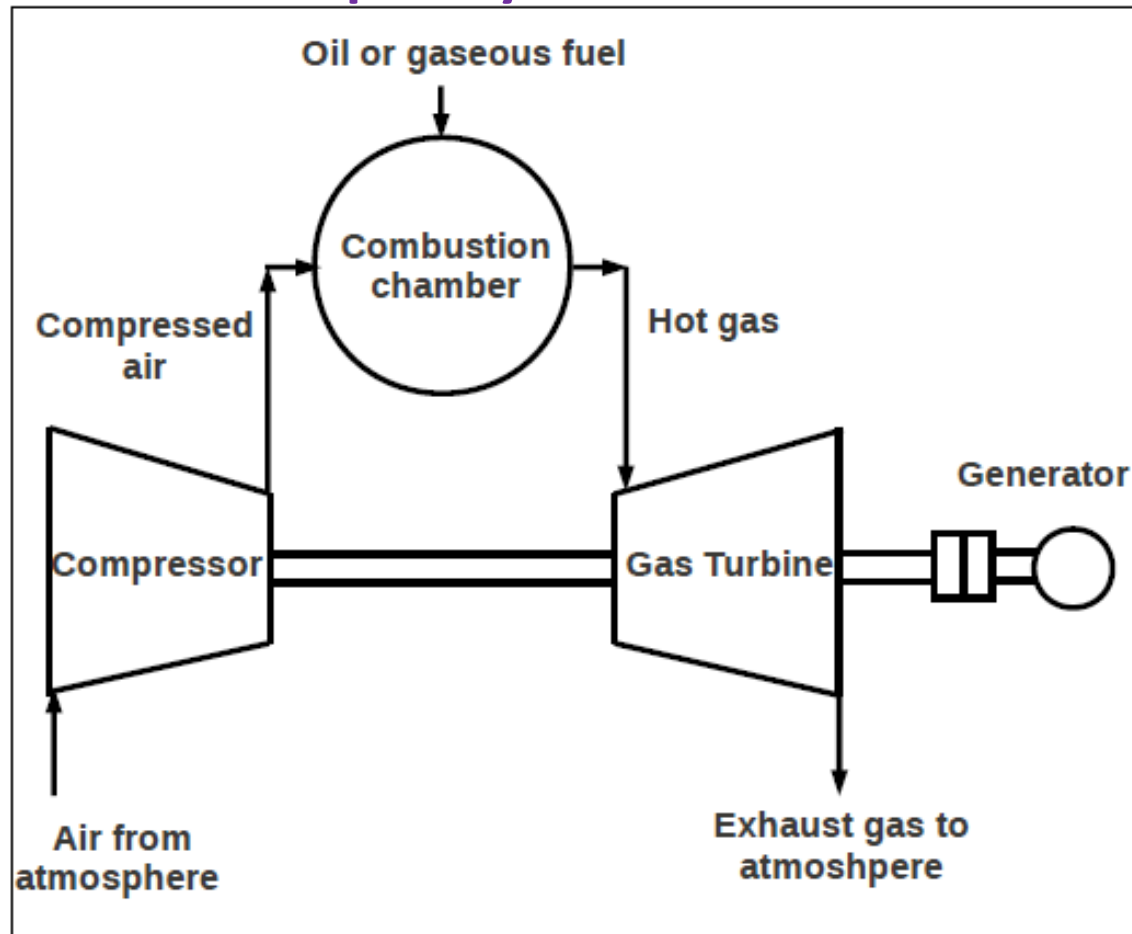 Oil or gaseous fuel
Combustion
chamber
Compressed
air
Hot gas
Generator
Compressor
Gas Turbine
Air from
atmosphere
Exhaust gas to
atmoshpere